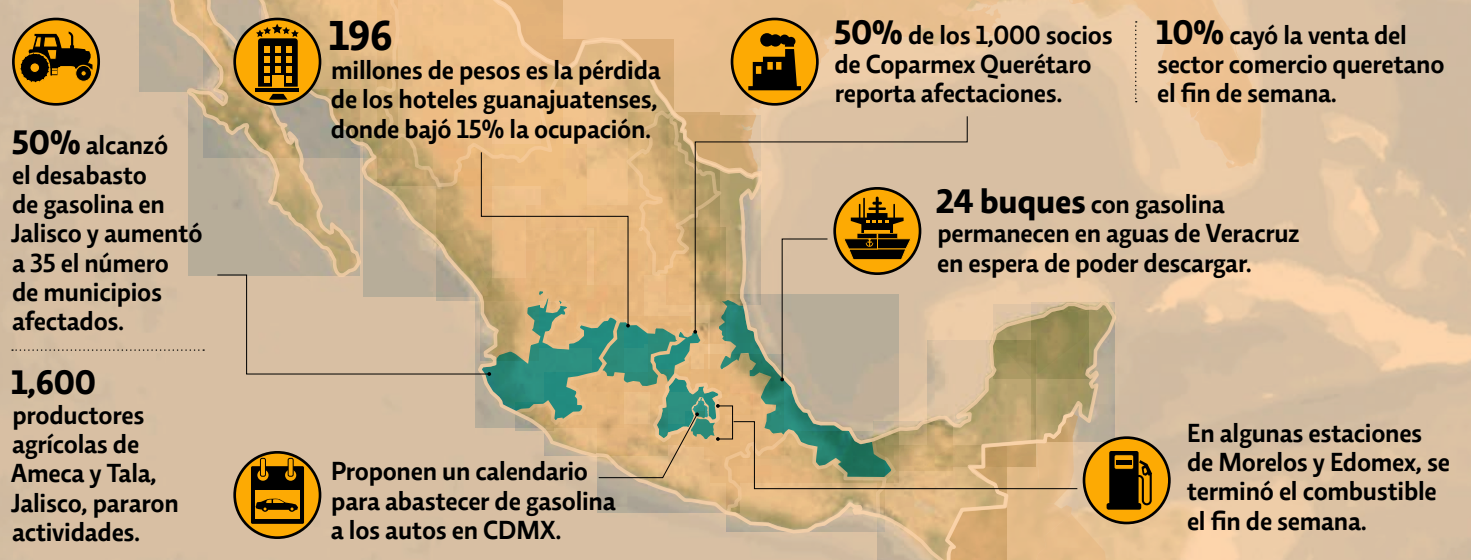 50% alcanzó
el desabasto
de gasolina en
Jalisco y aumentó
a 35 el número
de municipios
afectados.
1,600
productores
agrícolas de
Ameca y Tala,
Jalisco, pararon
actividades.
196
millones de pesos es la pérdida
de los hoteles guanajuatenses,
donde bajó 15% la ocupación.
50% de los 1,000 socios
de Coparmex Querétaro
reporta afectaciones.
10% cayó la venta del
sector comercio queretano
el fin de semana.
24 buques con gasolina
permanecen en aguas de Veracruz
en espera de poder descargar.
Proponen un calendario
para abastecer de gasolina
a los autos en CDMX.
En algunas estaciones
de Morelos y Edomex, se
terminó el combustible
el fin de semana.